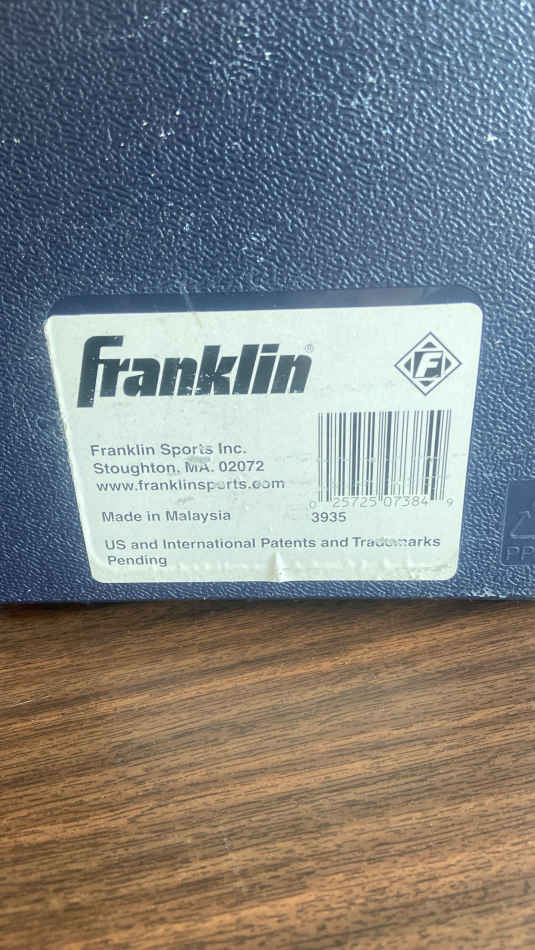 Franklin®
F
Franklin Sports Inc.
Stoughton, MA. 02072
www.franklinsports.com
0 25725 07384 9
Made in Malaysia
3935
US and International Patents and Trademarks
Pending
PP